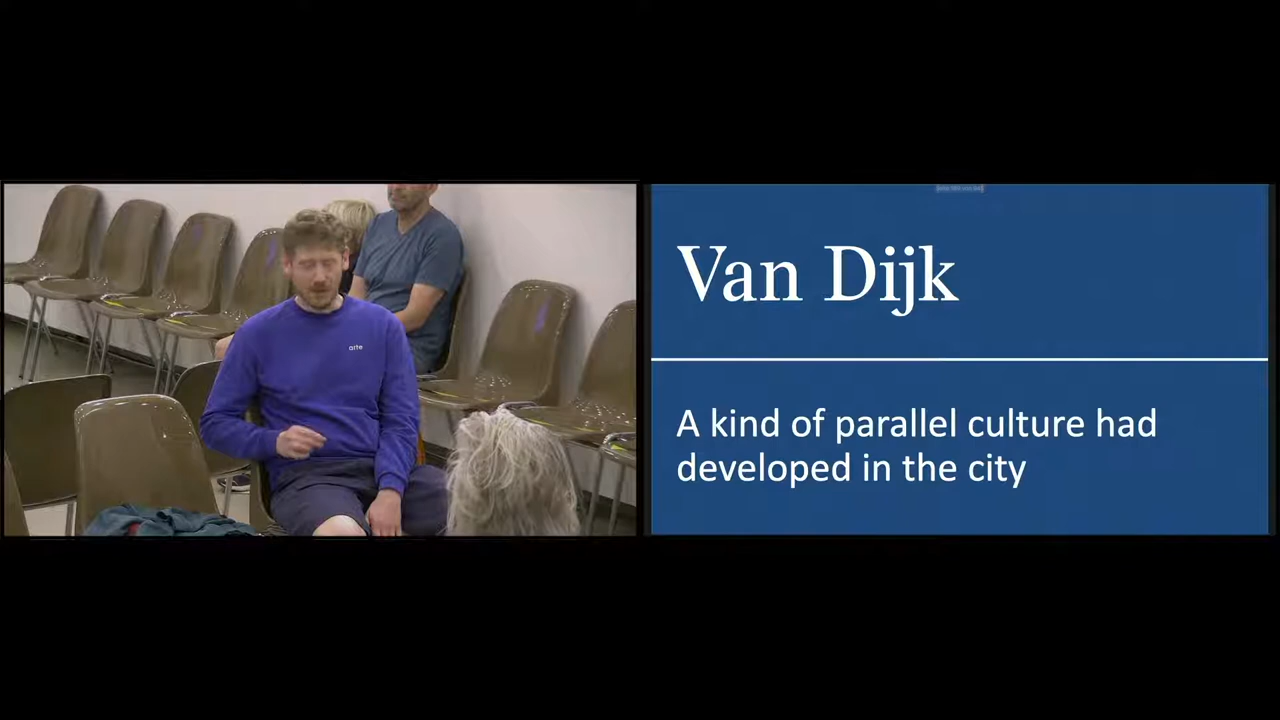 arte
Van Dijk
A kind of parallel culture had
developed in the city